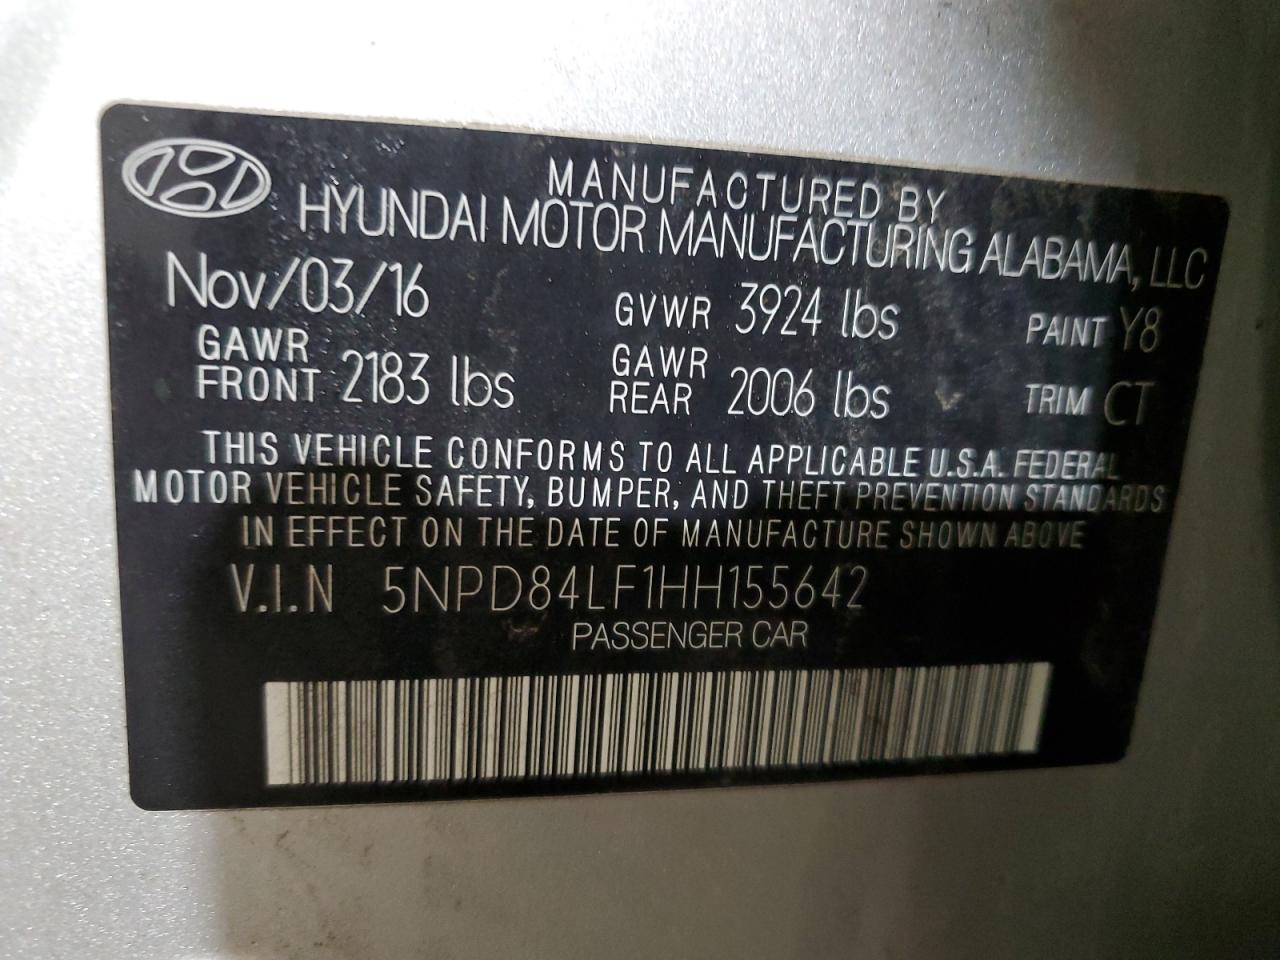 MANUFACTURED BY
HYUNDAI MOTOR MANUFACTURING ALABAMA, LLC
Nov/03/16 GVWR 3924 lbs PAINT Y8
GAWR FRONT 2183 lbs GAWR REAR 2006 lbs TRIM CT
THIS VEHICLE CONFORMS TO ALL APPLICABLE U.S.A. FEDERAL
MOTOR VEHICLE SAFETY, BUMPER, AND THEFT PREVENTION STANDARDS
IN EFFECT ON THE DATE OF MANUFACTURE SHOWN ABOVE
V.I.N 5NPD84LF1HH155642
PASSENGER CAR